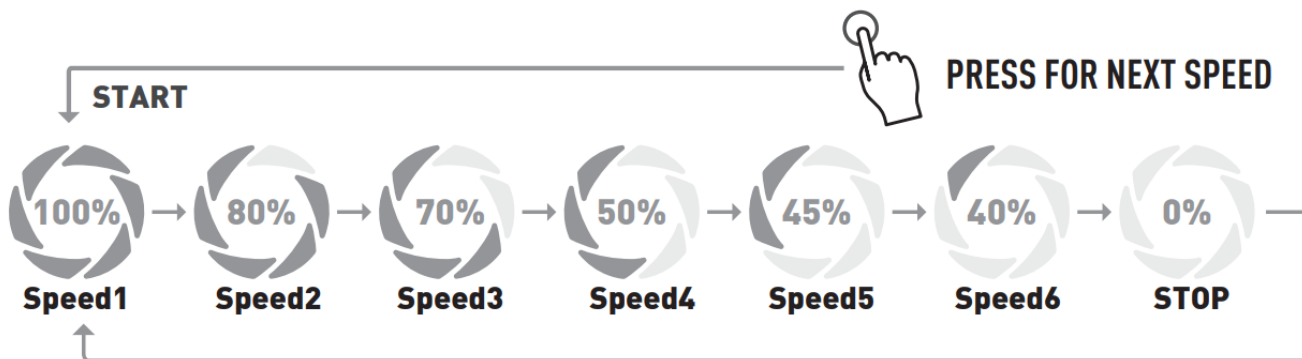 PRESS FOR NEXT SPEED
START
100% 80% 70% 50% 45% 40% 0%
Speed1 Speed2 Speed3 Speed4 Speed5 Speed6 STOP